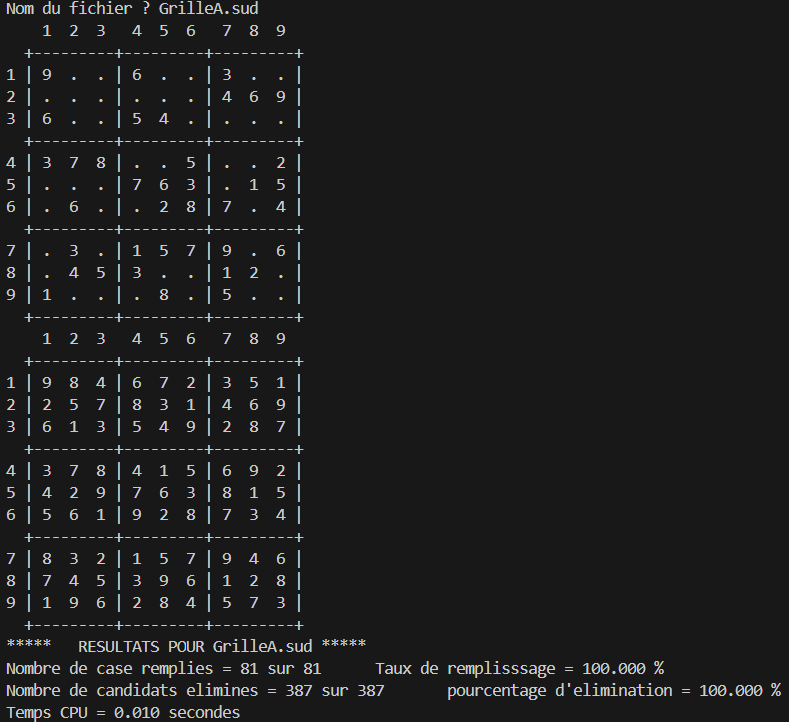 Nom du fichier ? GrilleA.sud
    1  2  3   4  5  6   7  8  9
  +---------+---------+---------+
1 | 9  .  . | 6  .  . | 3  .  . |
2 | .  .  . | .  .  . | 4  6  9 |
3 | 6  .  . | 5  4  . | .  .  . |
  +---------+---------+---------+
4 | 3  7  8 | .  .  5 | .  .  2 |
5 | .  .  . | 7  6  3 | .  1  5 |
6 | .  6  . | .  2  8 | 7  .  4 |
  +---------+---------+---------+
7 | .  3  . | 1  5  7 | 9  .  6 |
8 | .  4  5 | 3  .  . | 1  2  . |
9 | 1  .  . | .  8  . | 5  .  . |
  +---------+---------+---------+
    1  2  3   4  5  6   7  8  9
  +---------+---------+---------+
1 | 9  8  4 | 6  7  2 | 3  5  1 |
2 | 2  5  7 | 8  3  1 | 4  6  9 |
3 | 6  1  3 | 5  4  9 | 2  8  7 |
  +---------+---------+---------+
4 | 3  7  8 | 4  1  5 | 6  9  2 |
5 | 4  2  9 | 7  6  3 | 8  1  5 |
6 | 5  6  1 | 9  2  8 | 7  3  4 |
  +---------+---------+---------+
7 | 8  3  2 | 1  5  7 | 9  4  6 |
8 | 7  4  5 | 3  9  6 | 1  2  8 |
9 | 1  9  6 | 2  8  4 | 5  7  3 |
  +---------+---------+---------+
*****   RESULTATS POUR GrilleA.sud *****
Nombre de case remplies = 81 sur 81      Taux de remplisssage = 100.000 %
Nombre de candidats elimines = 387 sur 387       pourcentage d'elimination = 100.000 %
Temps CPU = 0.010 secondes